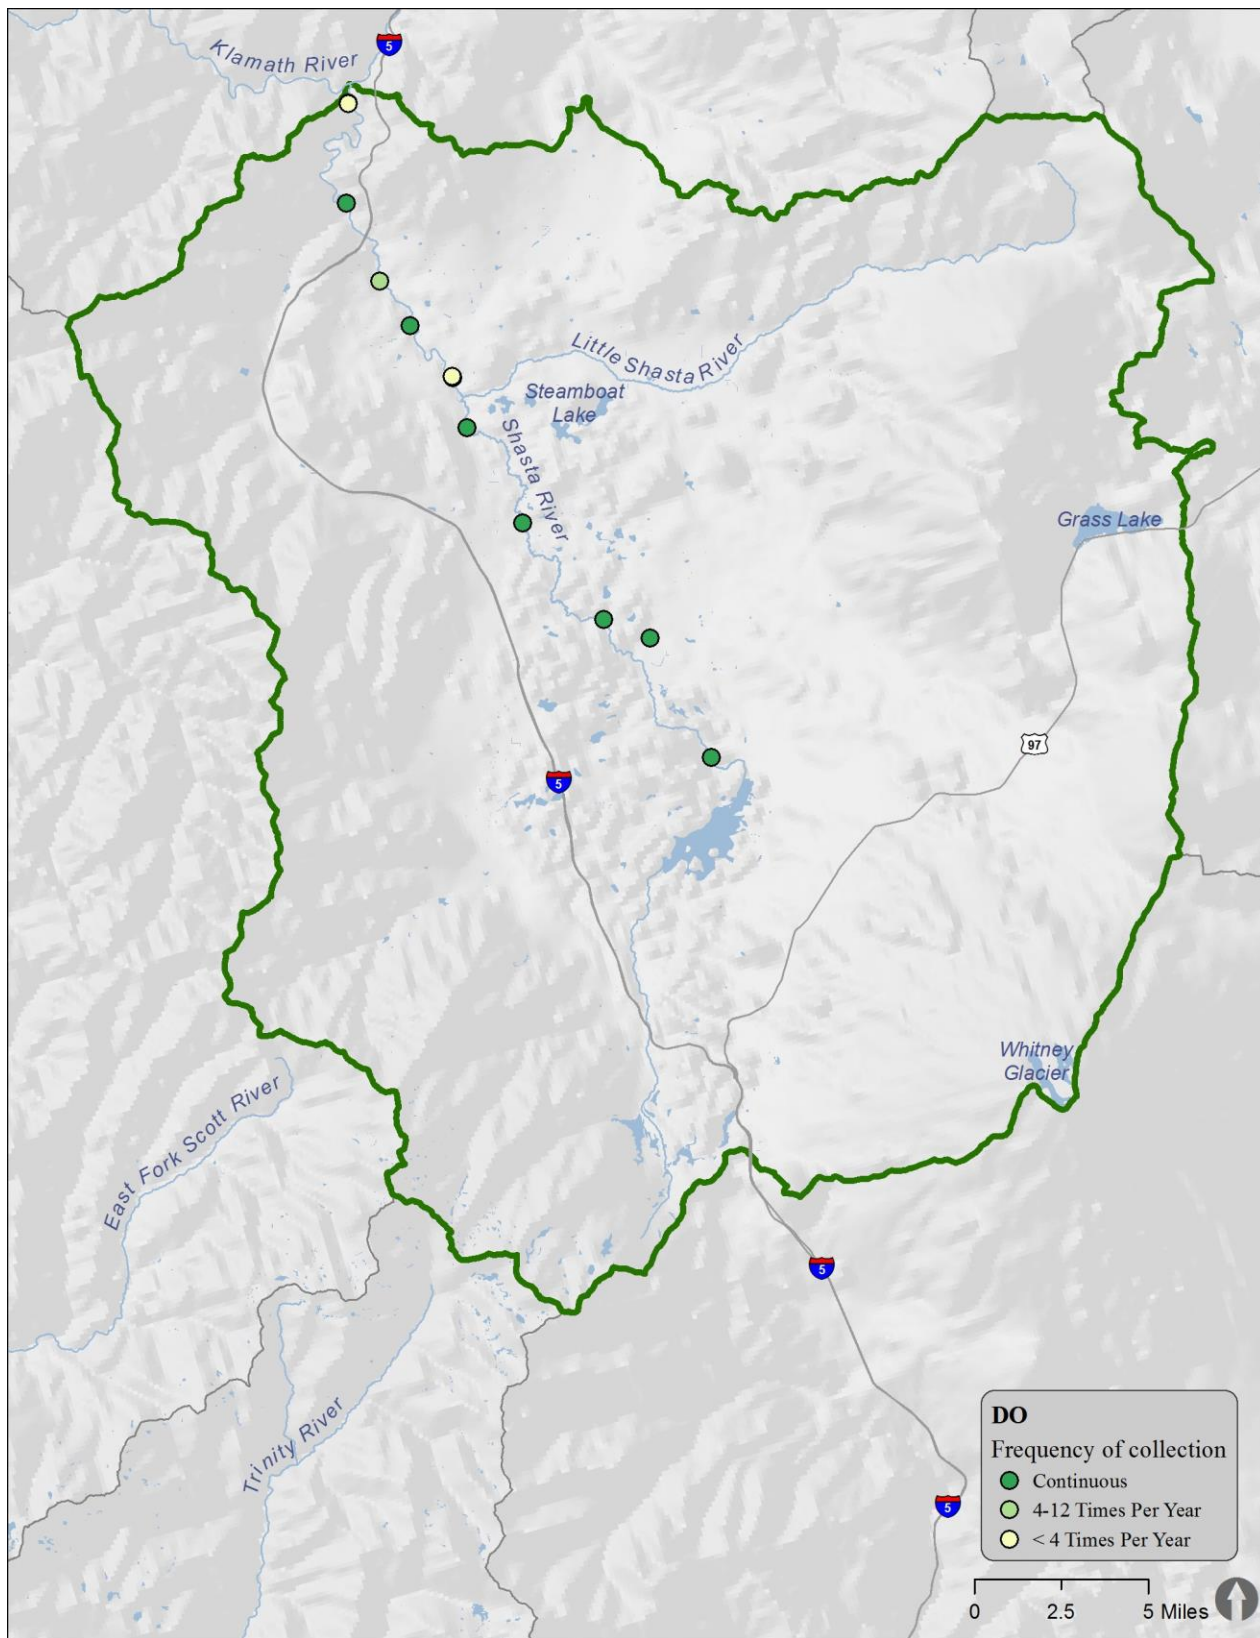 5
Klamath River
Little Shasta River
Steamboat
Lake
Shasta River
Grass Lake
97
5
Whitney
Glacier
East Fork Scott River
5
Trinity River
5
DO
Frequency of collection
Continuous
4-12 Times Per Year
< 4 Times Per Year
0 2.5 5 Miles